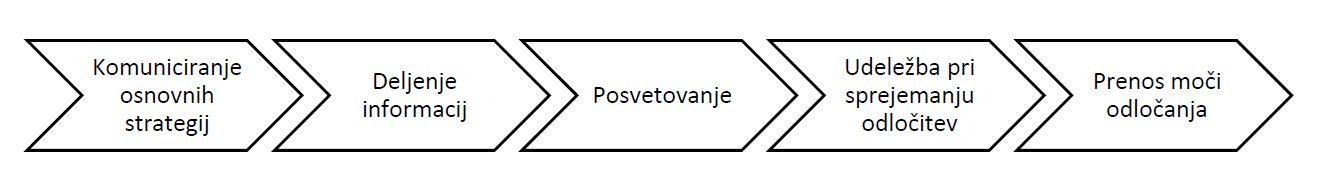 Komuniciranje
osnovnih
strategij
Deljenje
informacij
Posvetovanje
Udeležba pri
sprejemanju
odločitev
Prenos moči
odločanja